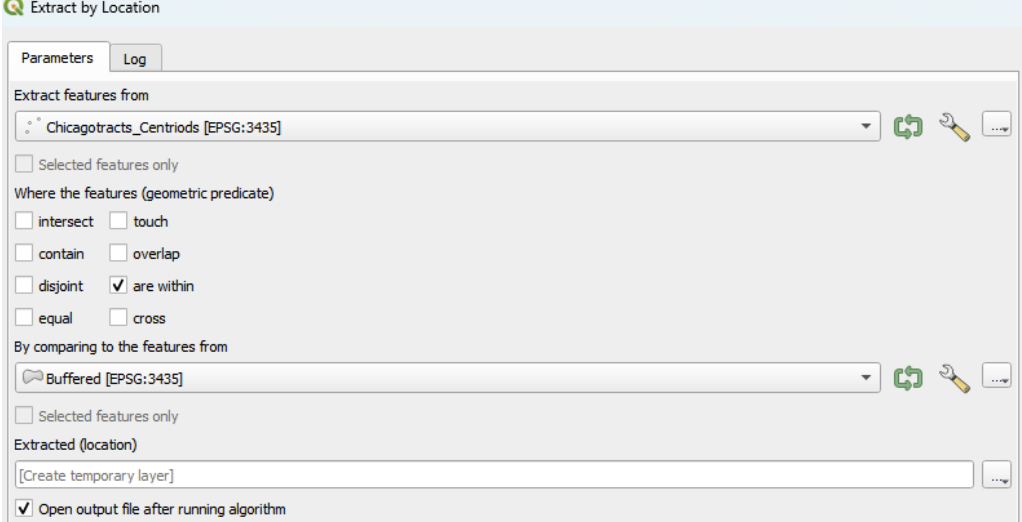 Extract by Location
Parameters Log
Extract features from
Chicagotracts_Centriods [EPSG:3435]
...
Selected features only
Where the features (geometric predicate)
intersect touch
contain overlap
disjoint are within
equal cross
By comparing to the features from
Buffered [EPSG:3435]
...
Selected features only
Extracted (location)
[Create temporary layer]
...
Open output file after running algorithm